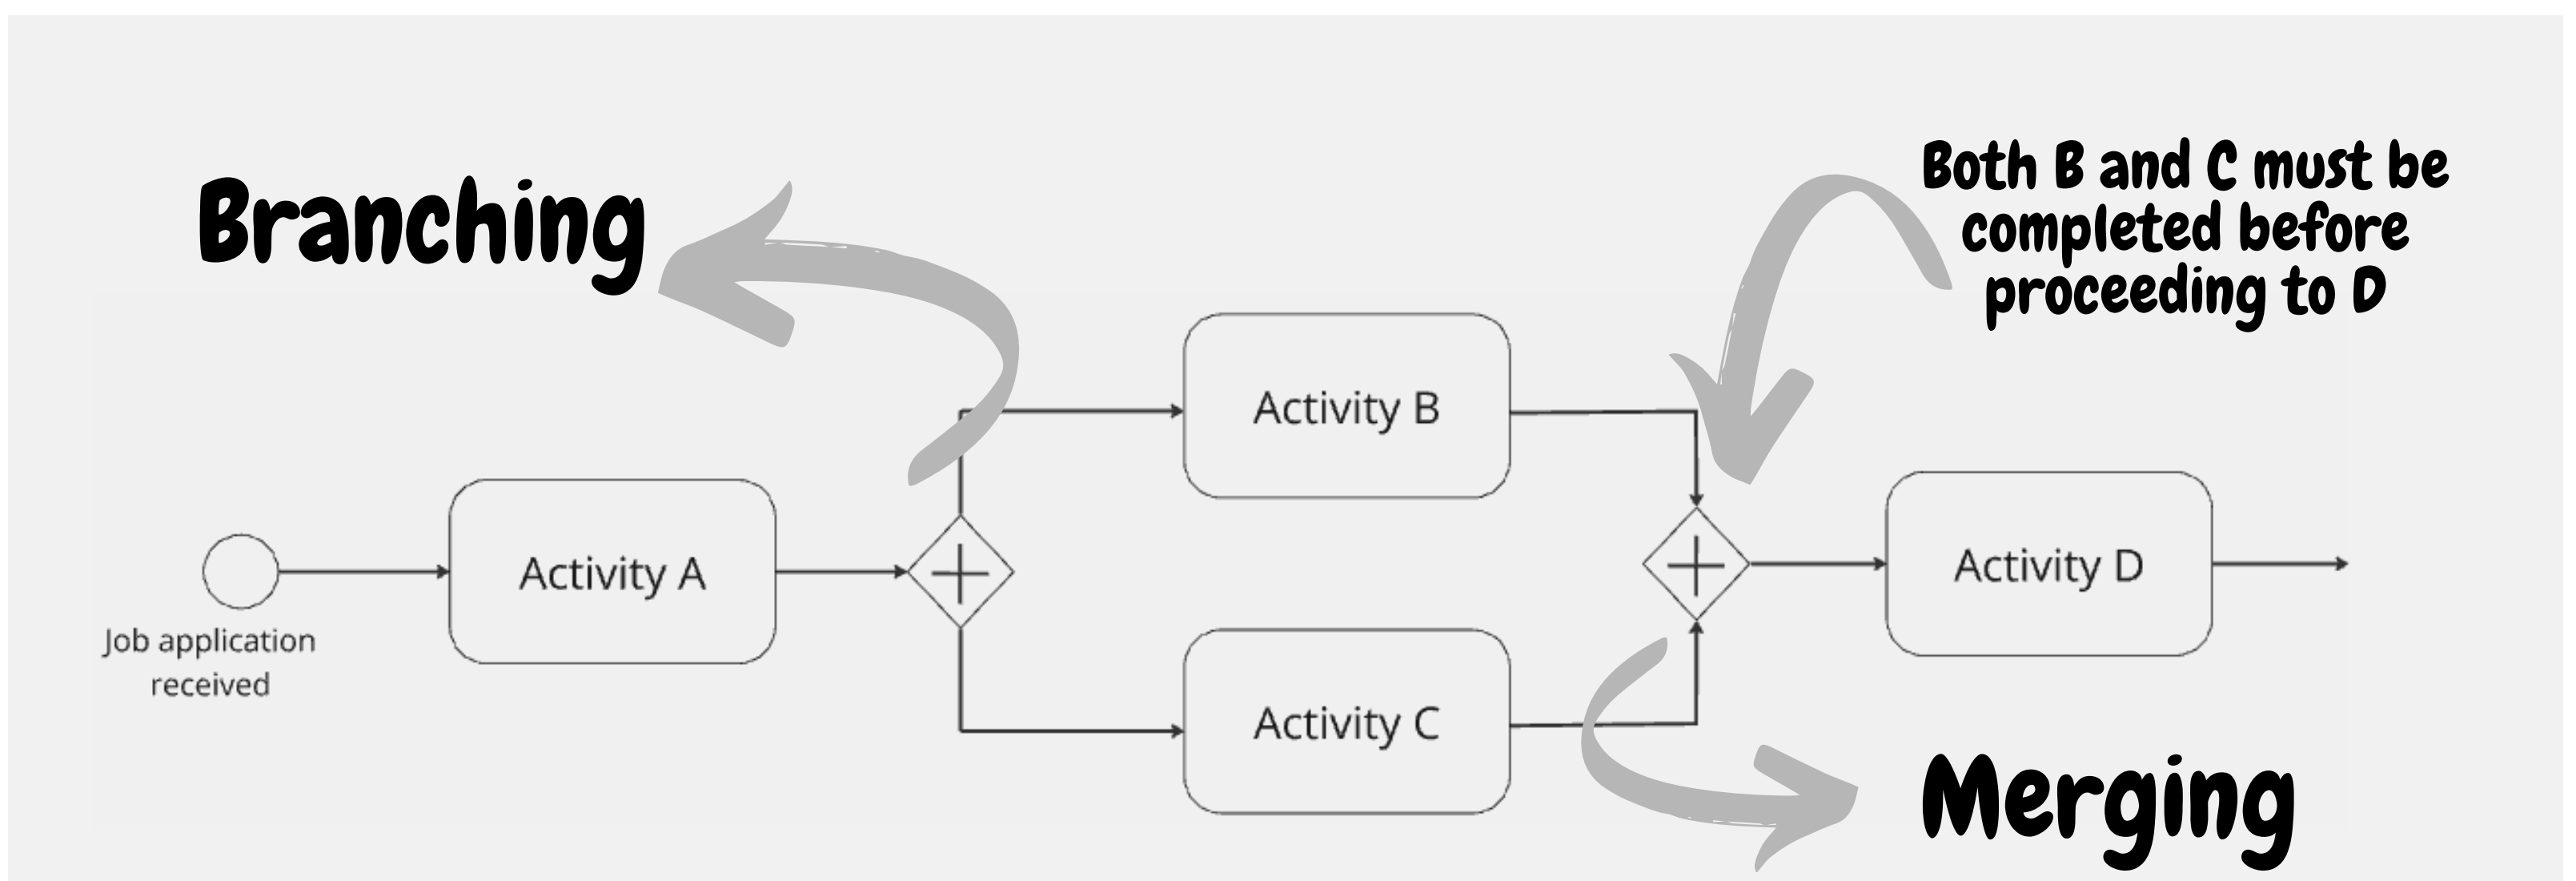 Branching
Both B and C must be
completed before
proceeding to D
Activity B
Activity A
Activity D
Job application
received
Activity C
Merging